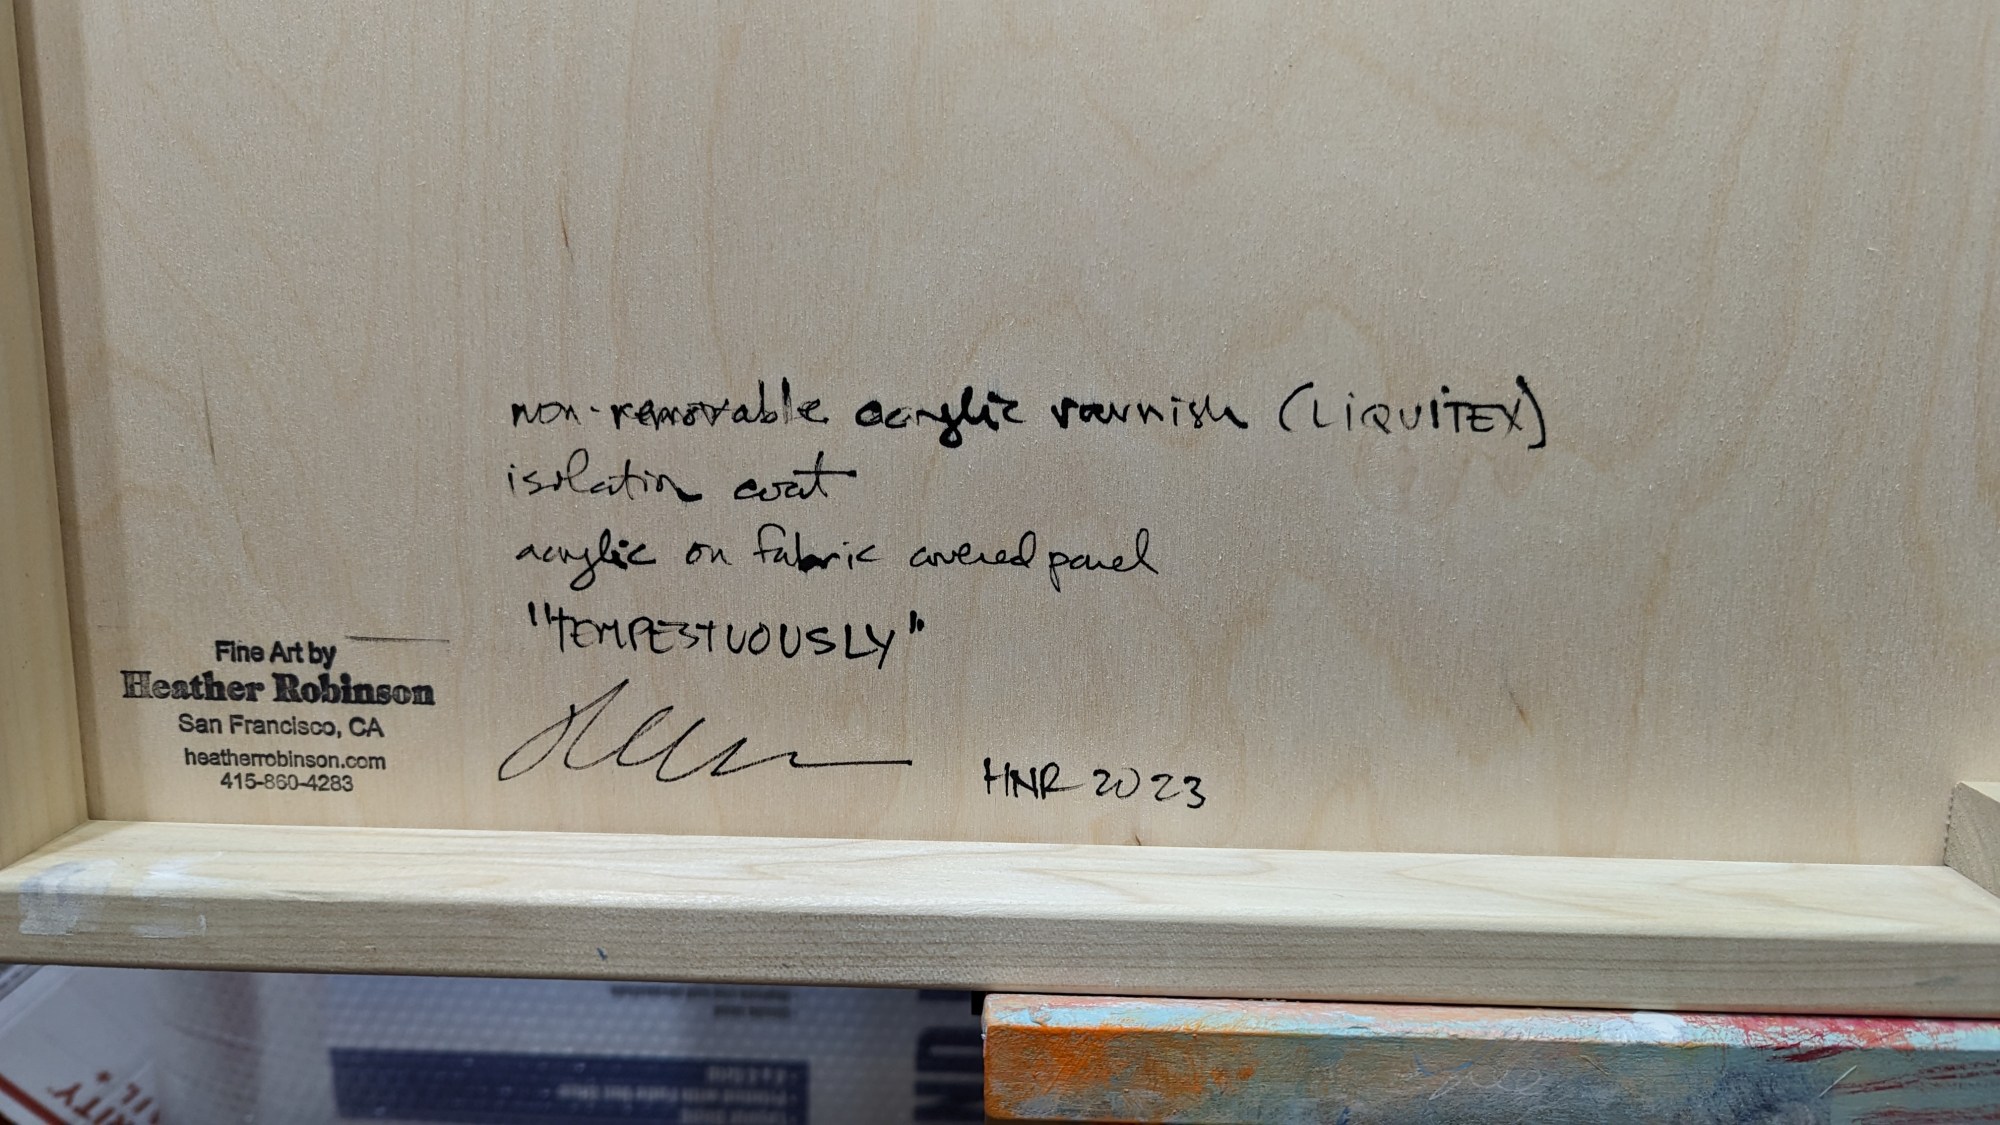 non-removable acrylic varnish (LIQUITEX)
isolation coat
acrylic on fabric covered panel
"TEMPESTUOUSLY"
HNR 2023
Fine Art by
Heather Robinson
San Francisco, CA
heatherrobinson.com
415-860-4283